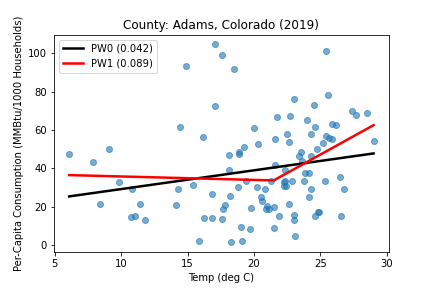 County: Adams, Colorado (2019)
PW0 (0.042)
PW1 (0.089)
Per-Capita Consumption (MMBtu/1000 Households)
100
80
60
40
20
0
5 10 15 20 25 30
Temp (deg C)